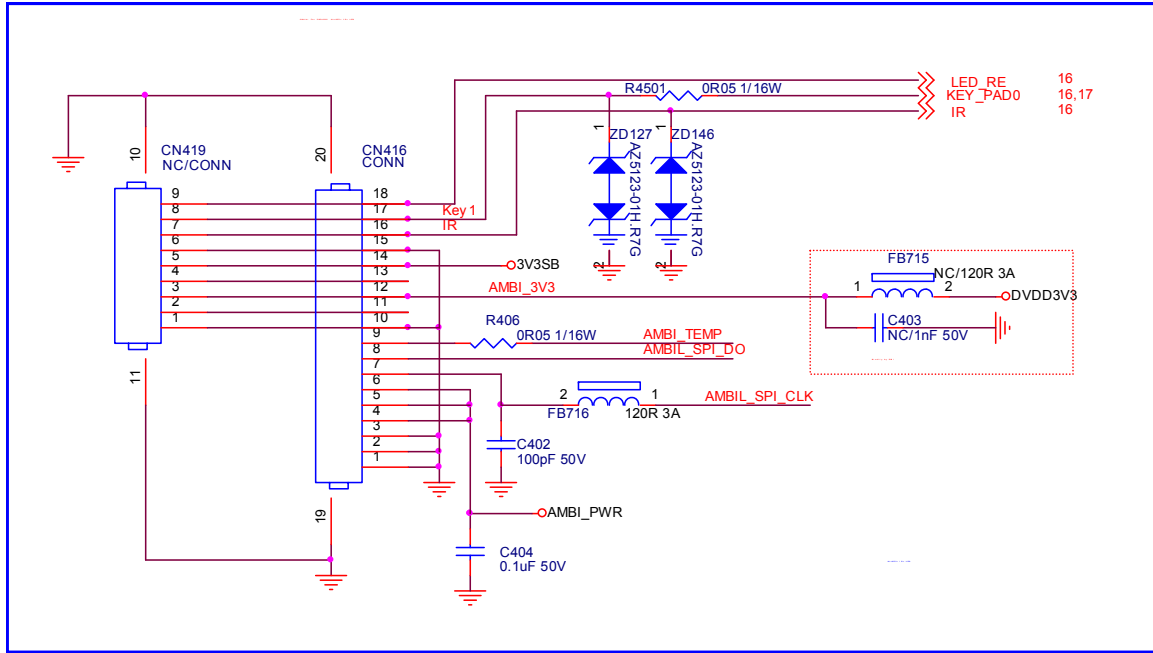 LED_RE 16
R4501 0R05 1/16W KEY_PAD0 16,17
IR 16
1 ZD127 1 ZD146
10 CN419 20 CN416
NC/CONN CONN
AZ5123-01H.R7G AZ5123-01H.R7G
9 18
8 17 Key1
7 16 IR
6 15
5 14 3V3SB
4 13
3 12 AMBI_3V3
2 11
1 10
2 2
FB715
NC/120R 3A
1 2 DVDD3V3
C403
NC/1nF 50V
R406
9 0R05 1/16W AMBI_TEMP
8 AMBIL_SPI_DO
7
11 6 2 1 AMBIL_SPI_CLK
5 FB716 120R 3A
4
3
2 C402
1 100pF 50V
19 AMBI_PWR
C404
0.1uF 50V